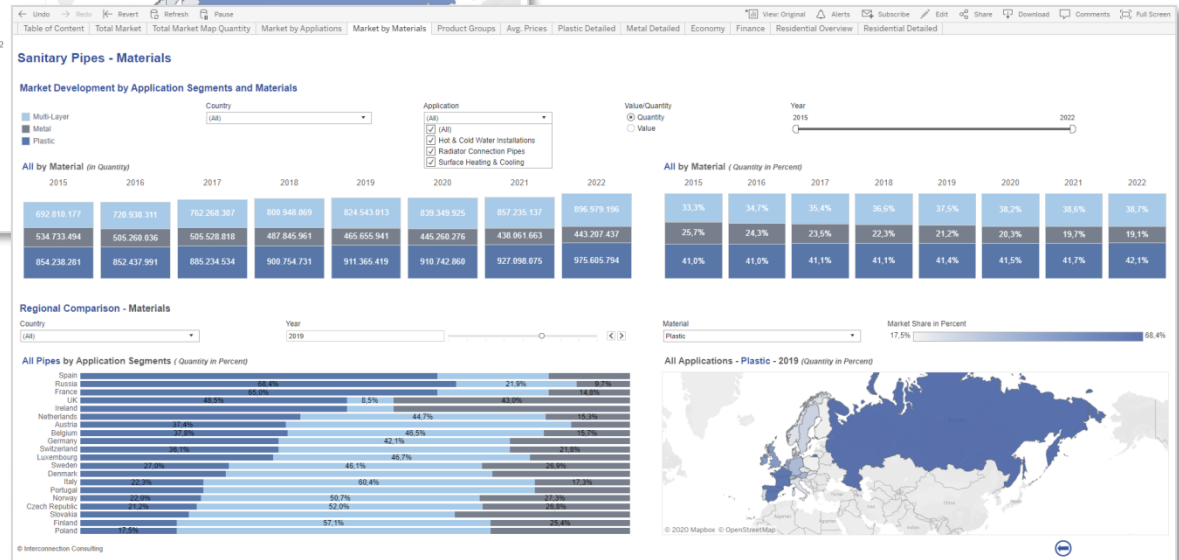 Undo Redo Revert Refresh Pause View: Original Alerts Subscribe Edit Share Download Comments Full Screen
Table of Content Total Market Total Market Map Quantity Market by Appliations Market by Materials Product Groups Avg. Prices Plastic Detailed Metal Detailed Economy Finance Residential Overview Residential Detailed
Sanitary Pipes - Materials
Market Development by Application Segments and Materials
Multi-Layer
Metal
Plastic
Country
(All)
Application
(All)
(All)
Hot & Cold Water Installations
Radiator Connection Pipes
Surface Heating & Cooling
Value/Quantity
Quantity
Value
Year
2015 2022
All by Material (in Quantity)
2015 2016 2017 2018 2019 2020 2021 2022
692.810.177 720.938.311 762.268.307 800.948.069 824.543.013 839.349.925 857.235.137 896.979.196
534.733.494 505.260.036 505.528.818 487.845.961 465.655.941 445.260.276 438.061.663 443.207.437
854.238.281 852.437.991 885.234.534 900.754.731 911.365.419 910.742.860 927.098.075 975.605.794
All by Material ( Quantity in Percent)
2015 2016 2017 2018 2019 2020 2021 2022
33,3% 34,7% 35,4% 36,6% 37,5% 38,2% 38,6% 38,7%
25,7% 24,3% 23,5% 22,3% 21,2% 20,3% 19,7% 19,1%
41,0% 41,0% 41,1% 41,1% 41,4% 41,5% 41,7% 42,1%
Regional Comparison - Materials
Country
(All)
Year
2019
Material
Plastic
Market Share in Percent
17,5% 68,4%
All Pipes by Application Segments ( Quantity in Percent)
Spain
Russia 68,4% 21,9% 9,7%
France 65,0% 14,8%
UK 48,5% 8,5% 43,0%
Ireland
Netherlands 44,7% 15,3%
Austria 37,4%
Belgium 37,8% 46,5% 15,7%
Germany 42,1%
Switzerland 36,1% 21,8%
Luxembourg 46,7%
Sweden 27,0% 46,1% 26,9%
Denmark
Italy 22,3% 60,4% 17,3%
Portugal
Norway 22,0% 50,7% 27,3%
Czech Republic 21,2% 52,0% 26,8%
Slovakia
Finland 57,1% 25,4%
Poland 17,5%
All Applications - Plastic - 2019 (Quantity in Percent)
© 2020 Mapbox © OpenStreetMap
© Interconnection Consulting